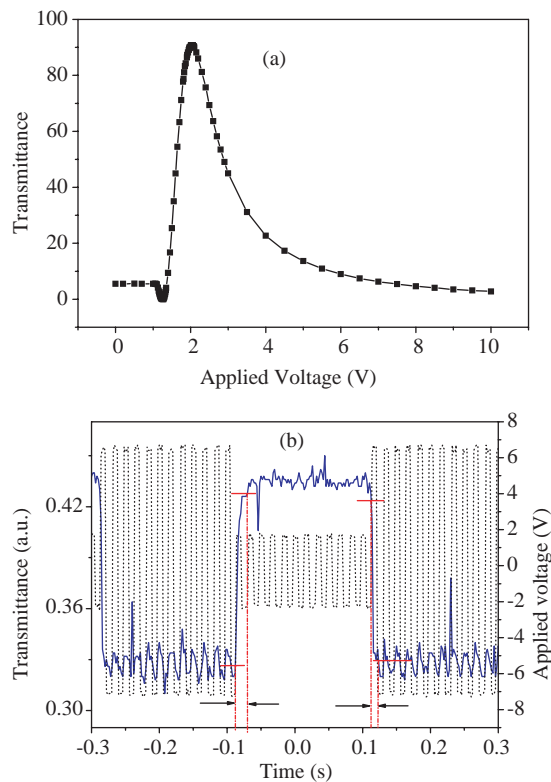 100
80
60
40
20
0
Transmittance
(a)
0 2 4 6 8 10
Applied Voltage (V)
(b)
0.42
0.36
0.30
Transmittance (a.u.)
8
6
4
2
0
-2
-4
-6
-8
Applied voltage (V)
-0.3 -0.2 -0.1 0.0 0.1 0.2 0.3
Time (s)